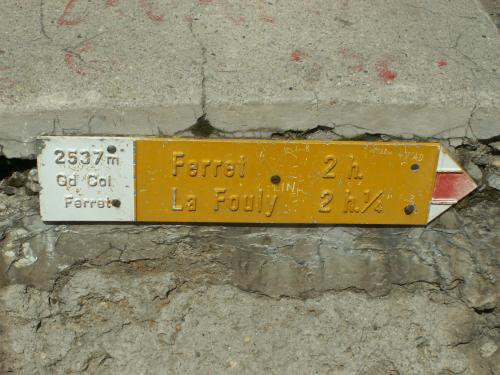 2537m
Gd Col
Ferret
Ferret 2 h.
La Fouly 2 h.¼